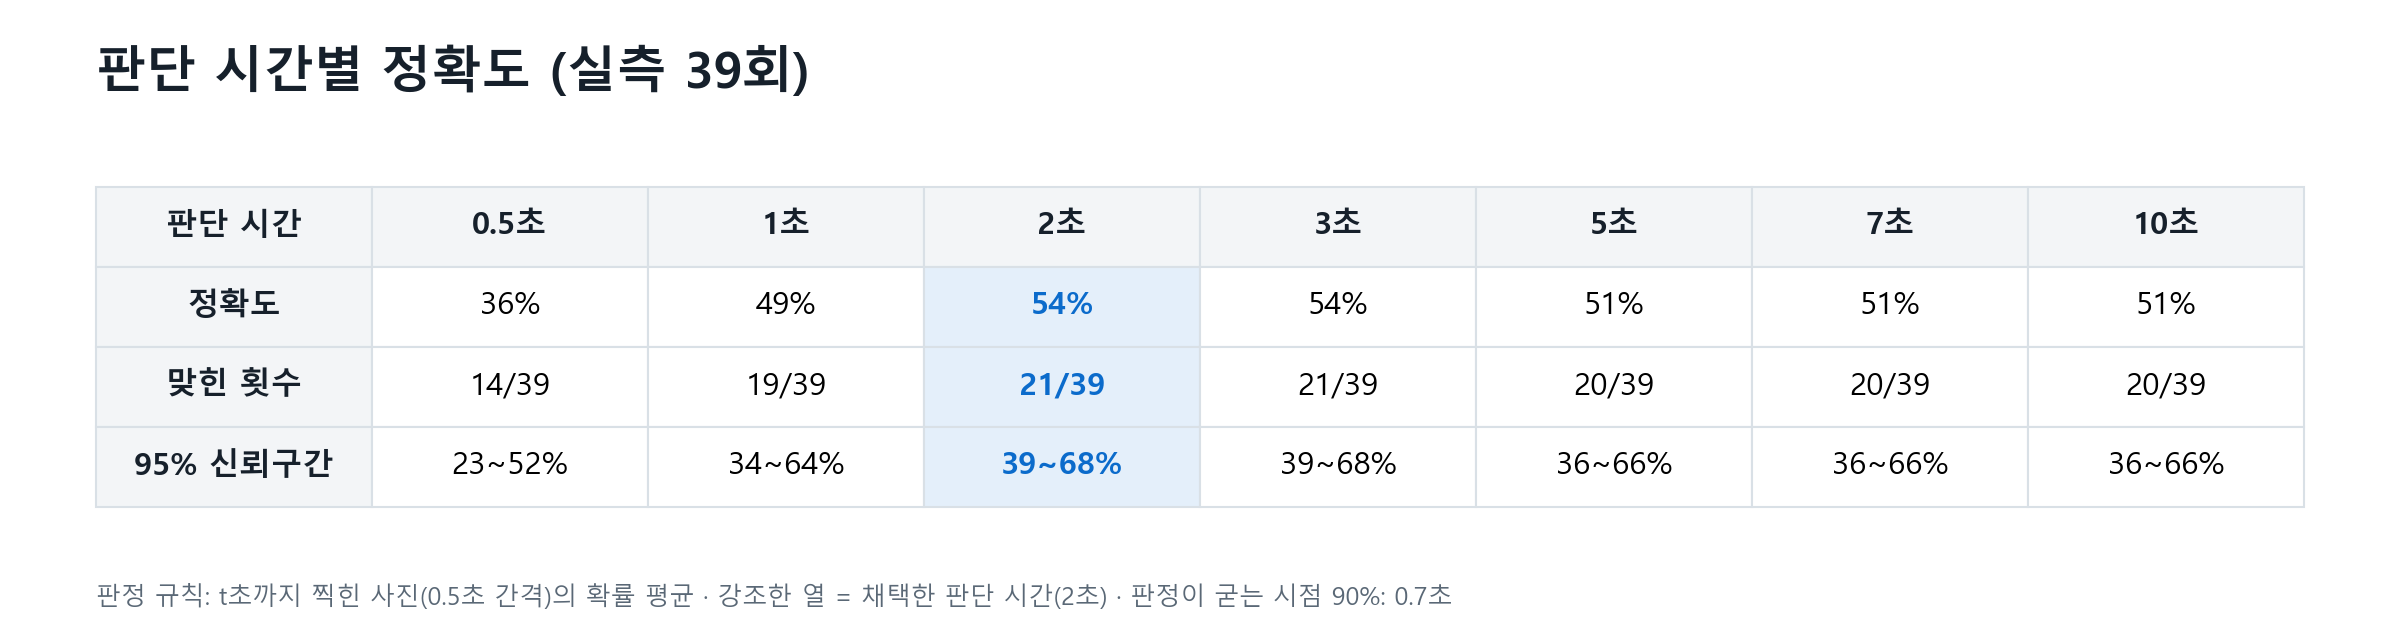 판단 시간별 정확도 (실측 39회)
판단 시간 0.5초 1초 2초 3초 5초 7초 10초
정확도 36% 49% 54% 54% 51% 51% 51%
맞힌 횟수 14/39 19/39 21/39 21/39 20/39 20/39 20/39
95% 신뢰구간 23~52% 34~64% 39~68% 39~68% 36~66% 36~66% 36~66%
판정 규칙: t초까지 찍힌 사진(0.5초 간격)의 확률 평균 · 강조한 열 = 채택한 판단 시간(2초) · 판정이 굳는 시점 90%: 0.7초